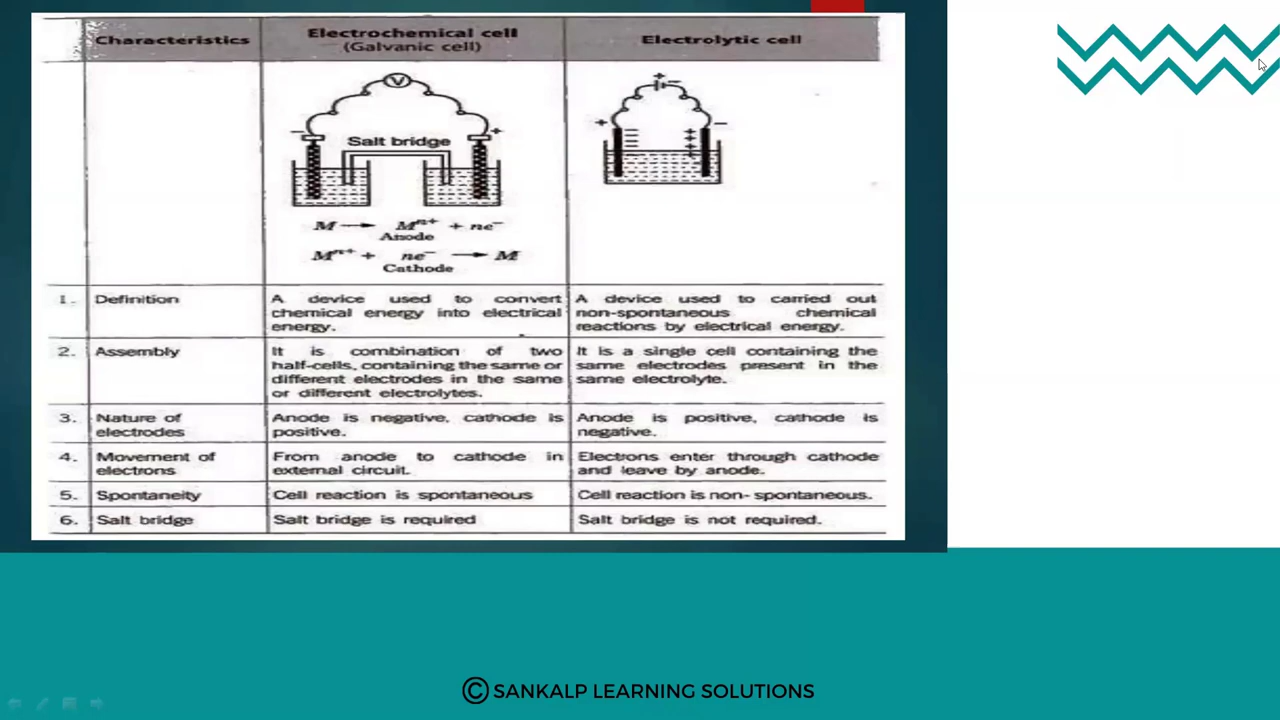 Characteristics
Electrochemical cell
(Galvanic cell)
Electrolytic cell
V
+
−
−
+
+
−
Salt bridge
M → Mⁿ⁺ + ne⁻
Anode
Mⁿ⁺ + ne⁻ → M
Cathode
1. Definition
A device used to convert
chemical energy into electrical
energy.
A device used to carried out
non-spontaneous chemical
reactions by electrical energy.
2. Assembly
It is combination of two
half-cells, containing the same or
different electrodes in the same
or different electrolytes.
It is a single cell containing the
same electrodes present in the
same electrolyte.
3. Nature of
electrodes
Anode is negative, cathode is
positive.
Anode is positive, cathode is
negative.
4. Movement of
electrons
From anode to cathode in
external circuit.
Electrons enter through cathode
and leave by anode.
5. Spontaneity
Cell reaction is spontaneous
Cell reaction is non- spontaneous.
6. Salt bridge
Salt bridge is required
Salt bridge is not required.
© SANKALP LEARNING SOLUTIONS